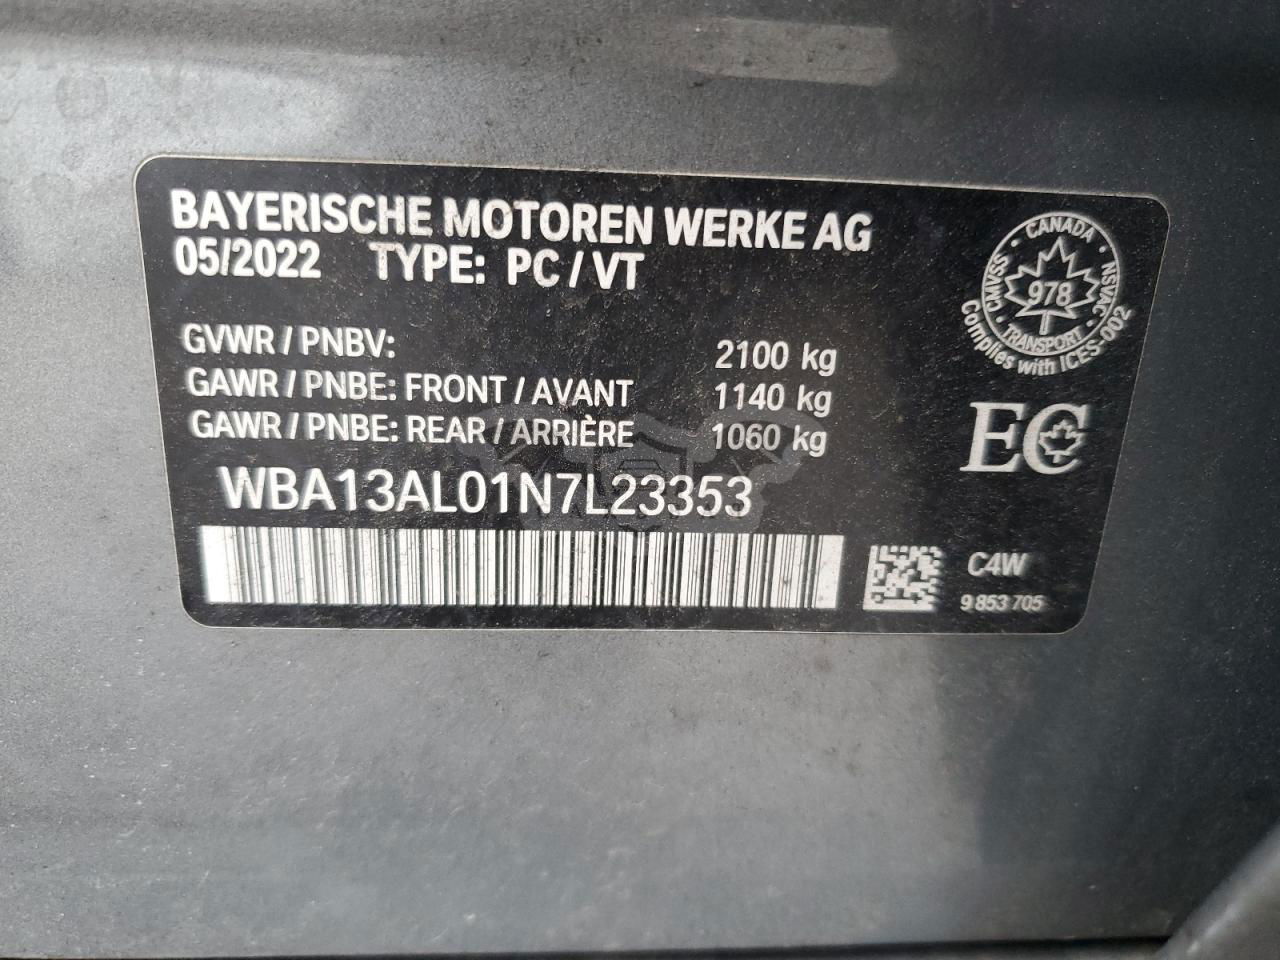 BAYERISCHE MOTOREN WERKE AG
05/2022 TYPE: PC / VT
GVWR / PNBV: 2100 kg
GAWR / PNBE: FRONT / AVANT 1140 kg
GAWR / PNBE: REAR / ARRIÈRE 1060 kg
WBA13AL01N7L23353
CANADA
CMVSS
978
NSVAC
TRANSPORT
Complies with ICES-002
EC
C4W
9 853 705